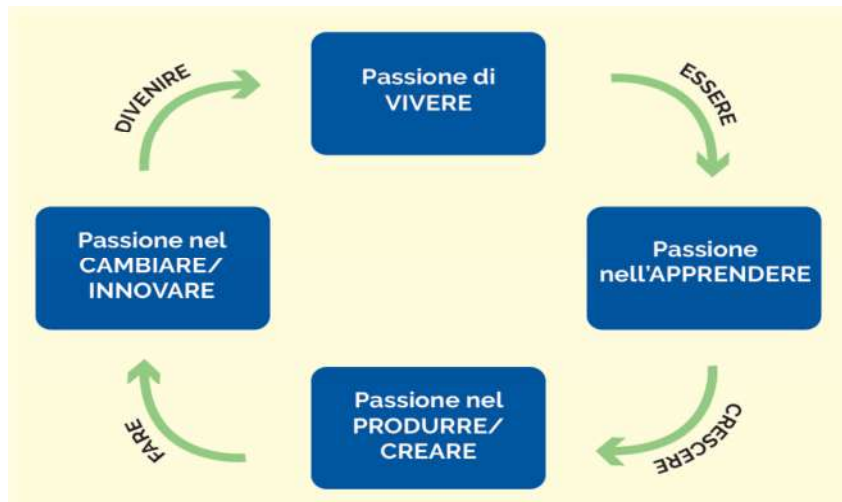 Passione di
VIVERE
ESSERE
Passione
nell'APPRENDERE
CRESCERE
Passione nel
PRODURRE/
CREARE
FARE
Passione nel
CAMBIARE/
INNOVARE
DIVENIRE